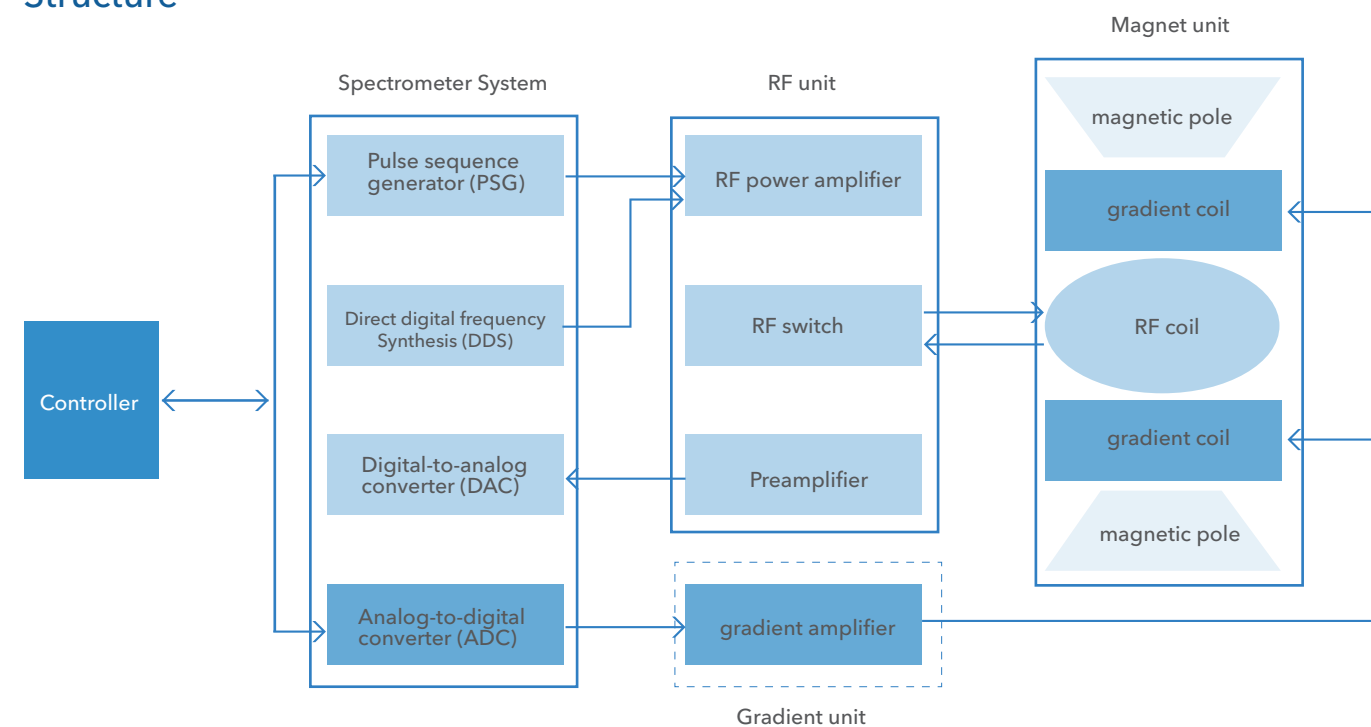 Structure
Magnet unit
Spectrometer System
RF unit
magnetic pole
Pulse sequence
generator (PSG)
RF power amplifier
gradient coil
Direct digital frequency
Synthesis (DDS)
RF switch
RF coil
Controller
Digital-to-analog
converter (DAC)
Preamplifier
gradient coil
magnetic pole
Analog-to-digital
converter (ADC)
gradient amplifier
Gradient unit